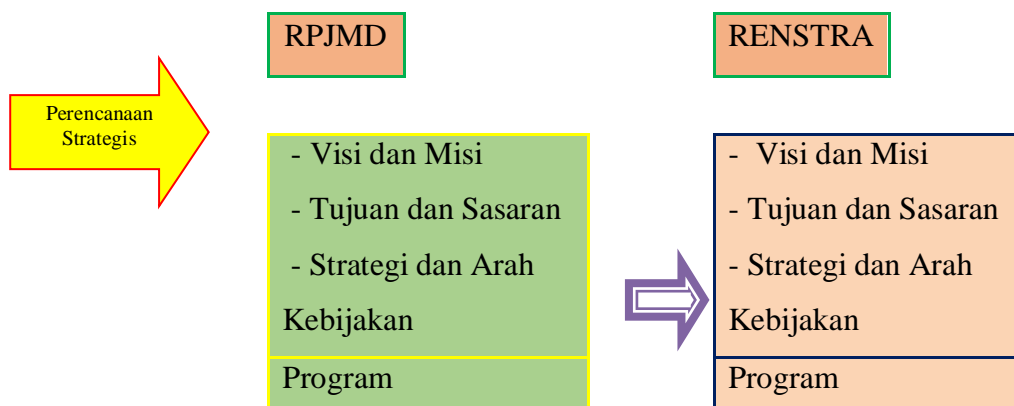 RPJMD
RENSTRA
Perencanaan
Strategis
- Visi dan Misi
- Tujuan dan Sasaran
- Strategi dan Arah
Kebijakan
Program
- Visi dan Misi
- Tujuan dan Sasaran
- Strategi dan Arah
Kebijakan
Program